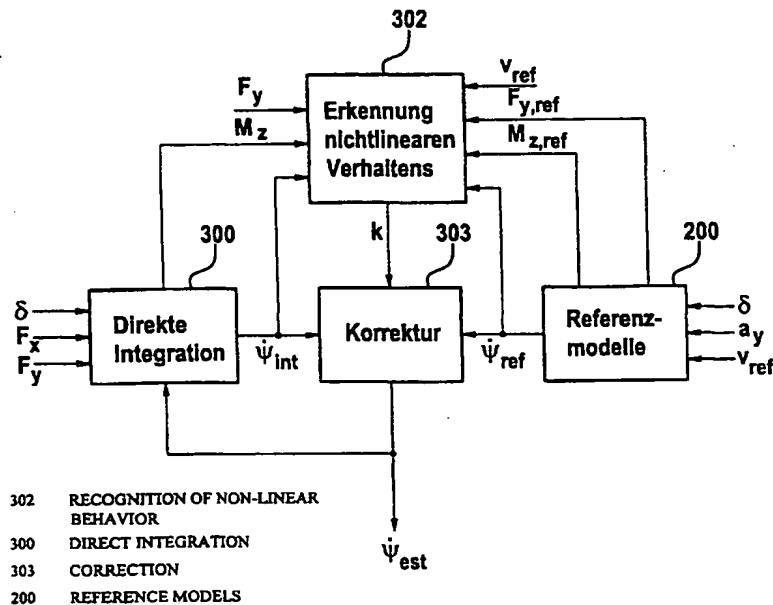 302
v_ref
F_y
F_y,ref
M_z
M_z,ref
Erkennung
nichtlinearen
Verhaltens
300
k
303
200
δ
F_x
F_y
Direkte
Integration
ψ̇_int
Korrektur
ψ̇_ref
Referenz-
modelle
δ
a_y
v_ref
ψ̇_est
302 RECOGNITION OF NON-LINEAR
BEHAVIOR
300 DIRECT INTEGRATION
303 CORRECTION
200 REFERENCE MODELS